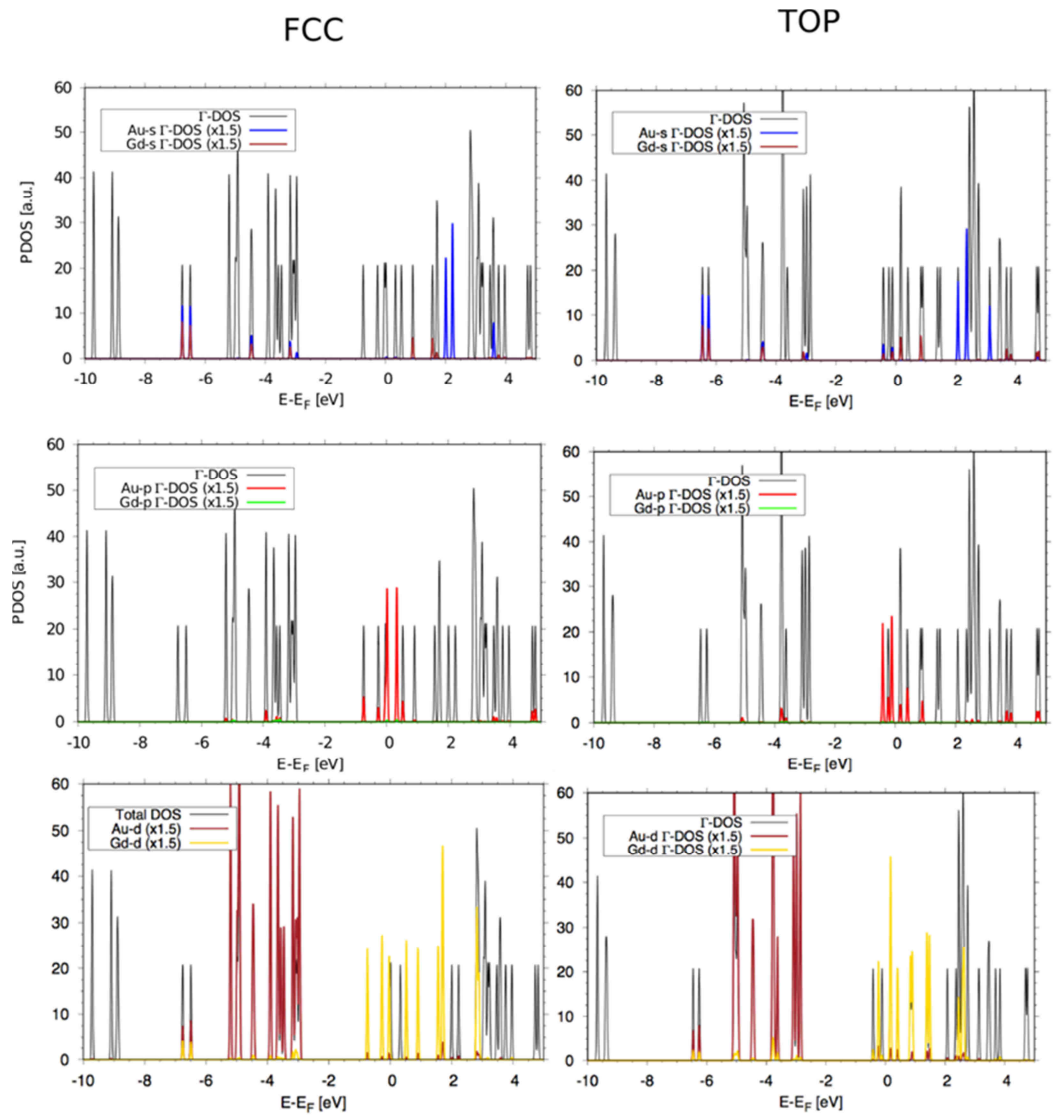 FCC
TOP
60
50
40
30
20
10
0
PDOS [a.u.]
Γ-DOS
Au-s Γ-DOS (x1.5)
Gd-s Γ-DOS (x1.5)
-10 -8 -6 -4 -2 0 2 4
E-EF [eV]
60
50
40
30
20
10
0
Γ-DOS
Au-s Γ-DOS (x1.5)
Gd-s Γ-DOS (x1.5)
-10 -8 -6 -4 -2 0 2 4
E-EF [eV]
60
50
40
30
20
10
0
PDOS [a.u.]
Γ-DOS
Au-p Γ-DOS (x1.5)
Gd-p Γ-DOS (x1.5)
-10 -8 -6 -4 -2 0 2 4
E-EF [eV]
60
50
40
30
20
10
0
Γ-DOS
Au-p Γ-DOS (x1.5)
Gd-p Γ-DOS (x1.5)
-10 -8 -6 -4 -2 0 2 4
E-EF [eV]
60
50
40
30
20
10
0
Total DOS
Au-d (x1.5)
Gd-d (x1.5)
-10 -8 -6 -4 -2 0 2 4
E-EF [eV]
60
50
40
30
20
10
0
Γ-DOS
Au-d Γ-DOS (x1.5)
Gd-d Γ-DOS (x1.5)
-10 -8 -6 -4 -2 0 2 4
E-EF [eV]